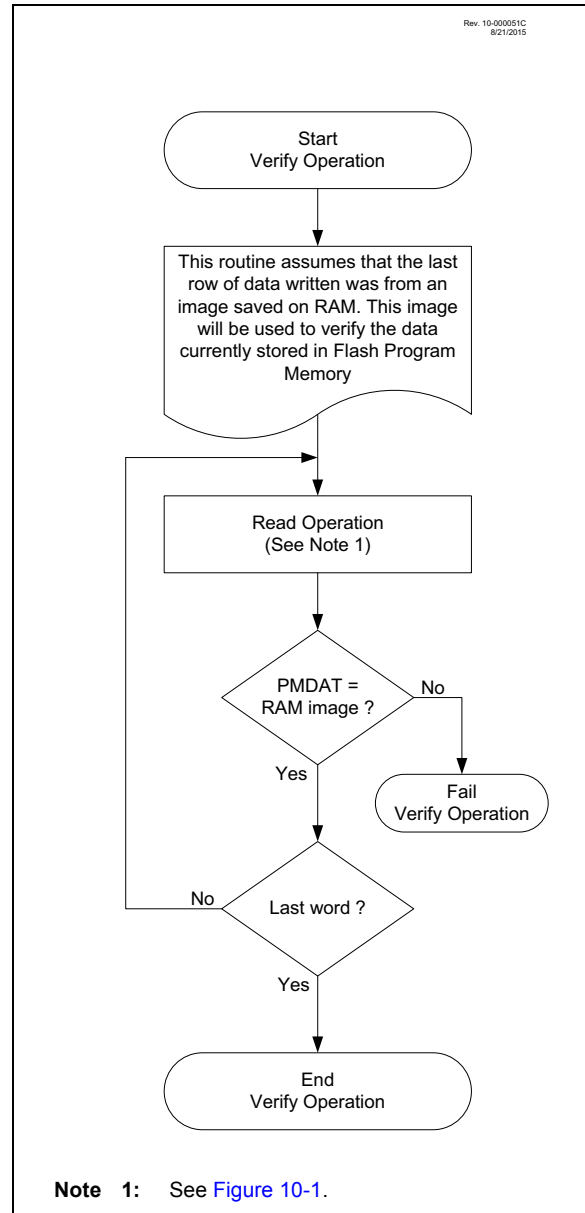 Rev. 10-000051C
8/21/2015
Start
Verify Operation
This routine assumes that the last
row of data written was from an
image saved on RAM. This image
will be used to verify the data
currently stored in Flash Program
Memory
Read Operation
(See Note 1)
PMDAT =
RAM image ?
No
Yes
Fail
Verify Operation
No
Last word ?
Yes
End
Verify Operation
Note 1: See Figure 10-1.